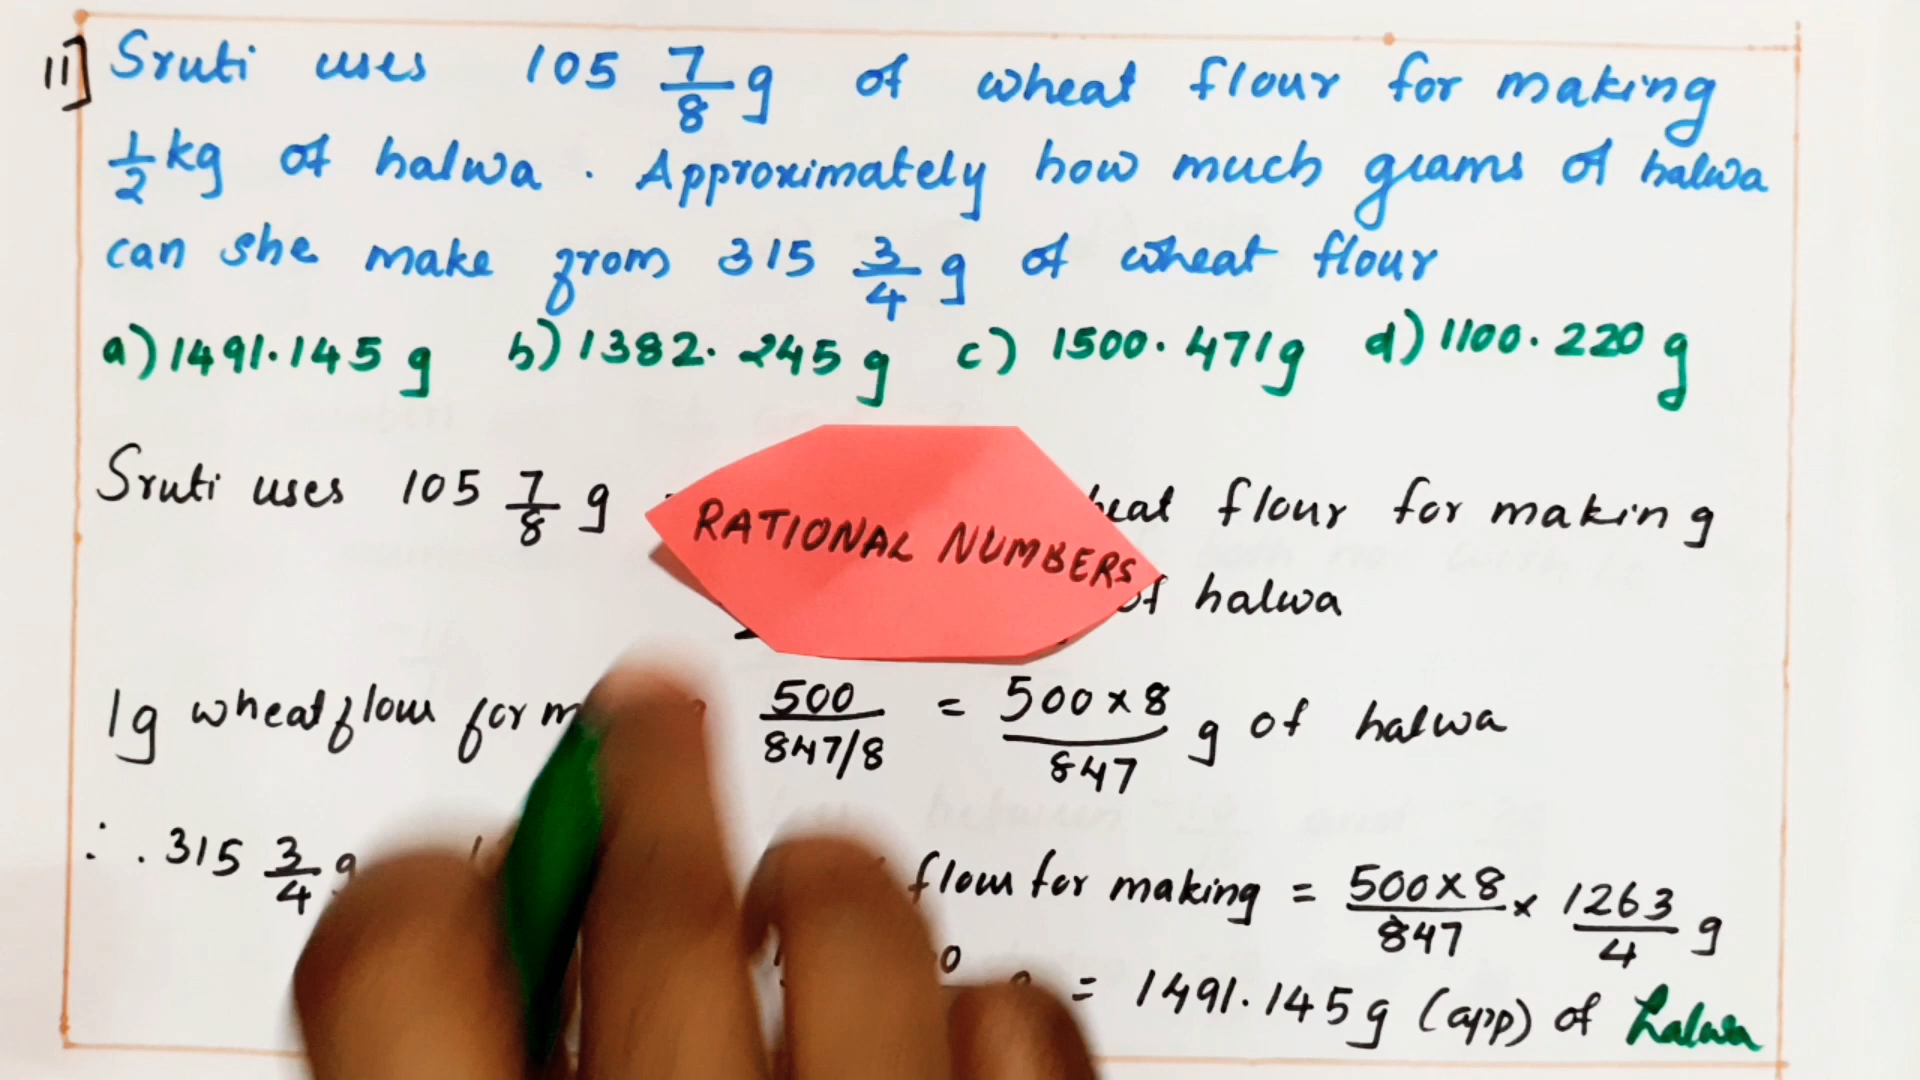 11] Sruti uses 105 7/8 g of wheat flour for making
1/2 kg of halwa . Approximately how much grams of halwa
can she make from 315 3/4 g of wheat flour
a) 1491.145 g b) 1382.245 g c) 1500.471g d) 1100.220 g
Sruti uses 105 7/8 g flour for making
RATIONAL NUMBERS
of halwa
1g wheat flour for 500/847/8 = 500 x 8/847 g of halwa
∴ 315 3/4 g flour for making = 500 x 8/847 x 1263/4 g
= 1491.145g (app) of halwa